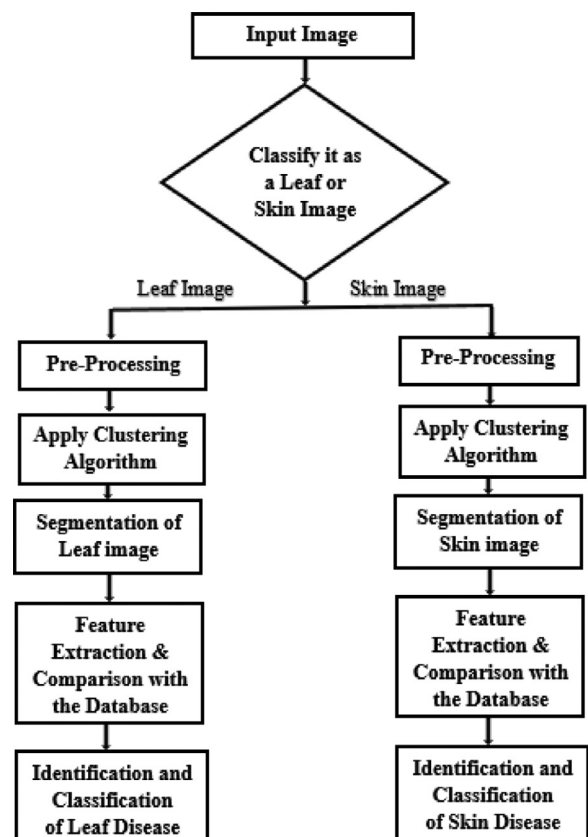 Input Image
Classify it as
a Leaf or
Skin Image
Leaf Image
Skin Image
Pre-Processing
Apply Clustering
Algorithm
Segmentation of
Leaf image
Feature
Extraction &
Comparison with
the Database
Identification and
Classification
of Leaf Disease
Pre-Processing
Apply Clustering
Algorithm
Segmentation of
Skin image
Feature
Extraction &
Comparison with
the Database
Identification and
Classification
of Skin Disease